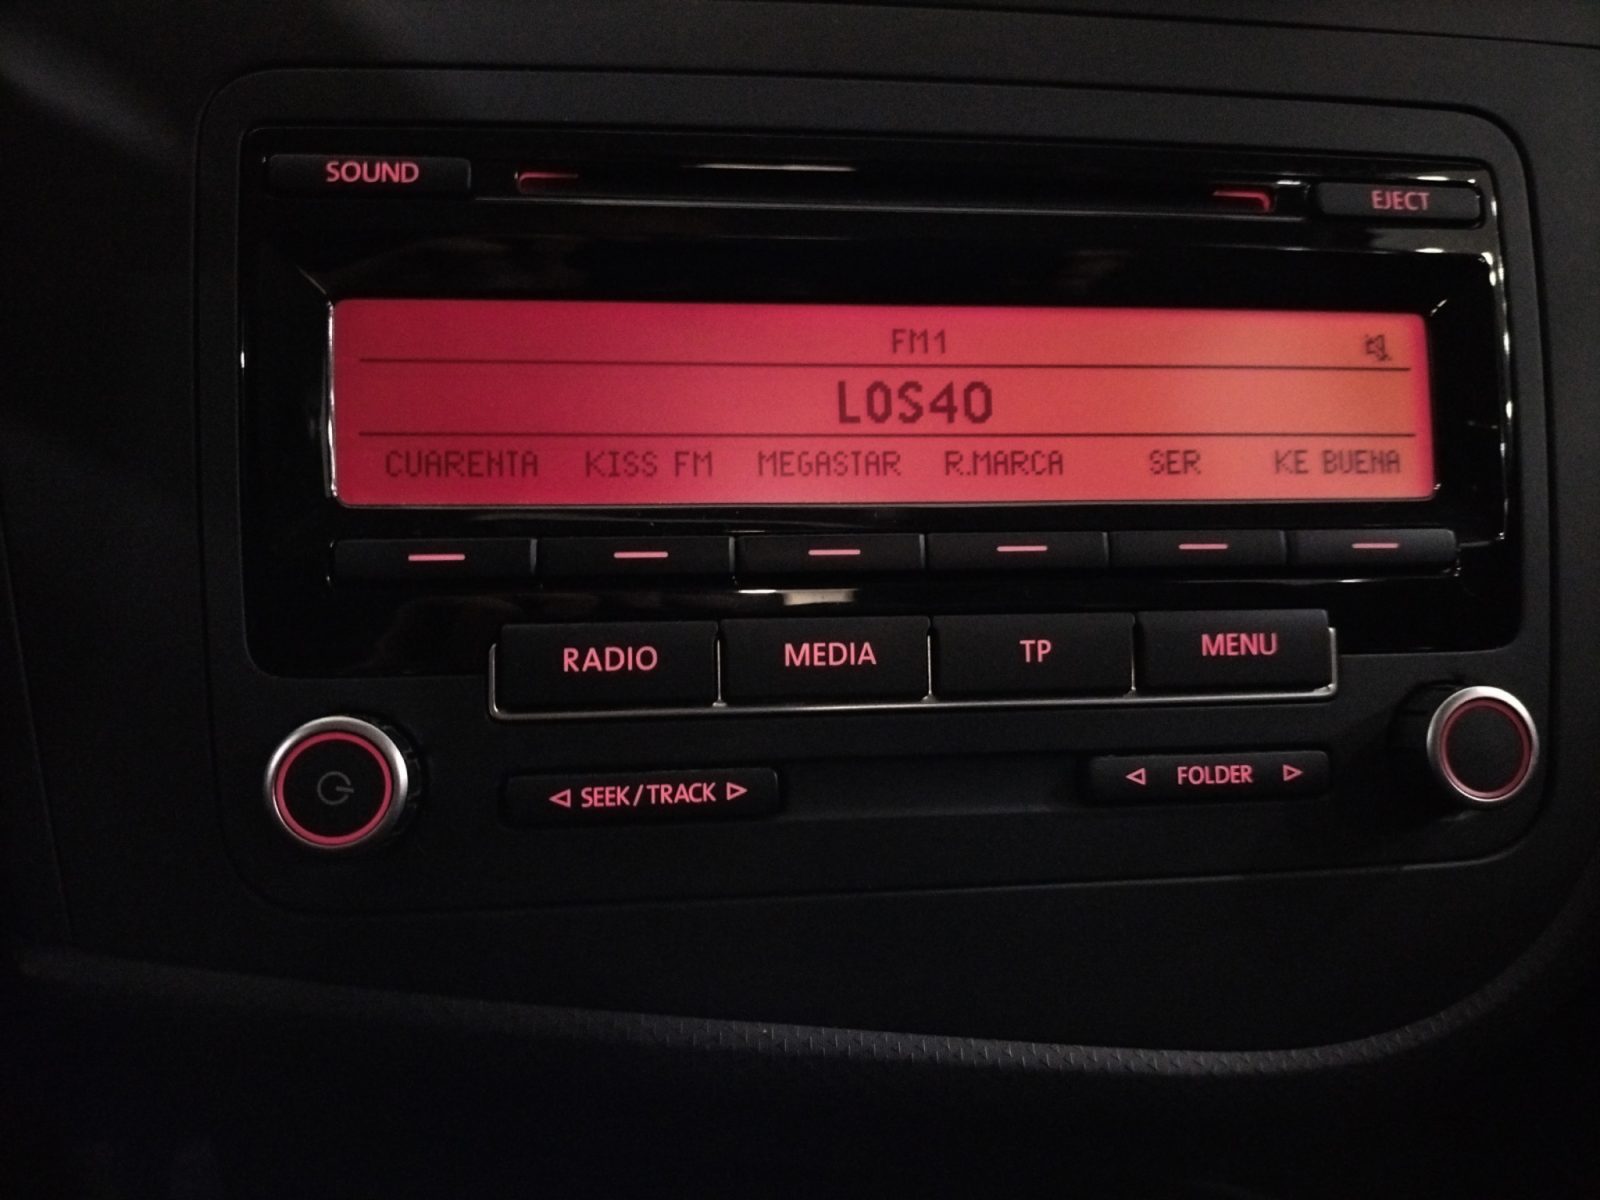 SOUND
EJECT
FM1
LOS40
CUARENTA KISS FM MEGASTAR R.MARCA SER KE BUENA
RADIO MEDIA TP MENU
SEEK/TRACK FOLDER